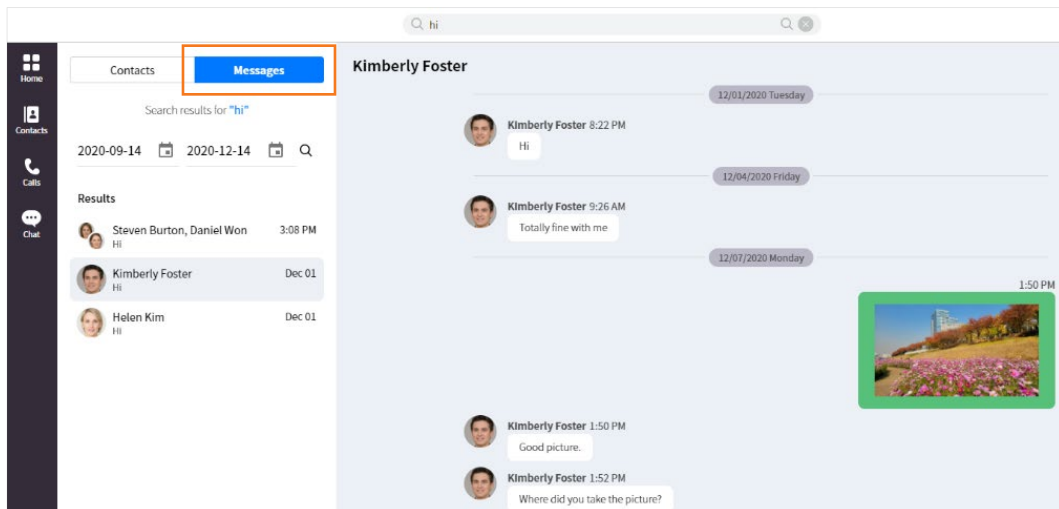 hi
Home
Contacts
Calls
Chat
Contacts
Messages
Search results for "hi"
2020-09-14
2020-12-14
Results
Steven Burton, Daniel Won 3:08 PM
Hi
Kimberly Foster Dec 01
Hi
Helen Kim Dec 01
Hi
Kimberly Foster
12/01/2020 Tuesday
Kimberly Foster 8:22 PM
Hi
12/04/2020 Friday
Kimberly Foster 9:26 AM
Totally fine with me
12/07/2020 Monday
1:50 PM
Kimberly Foster 1:50 PM
Good picture.
Kimberly Foster 1:52 PM
Where did you take the picture?